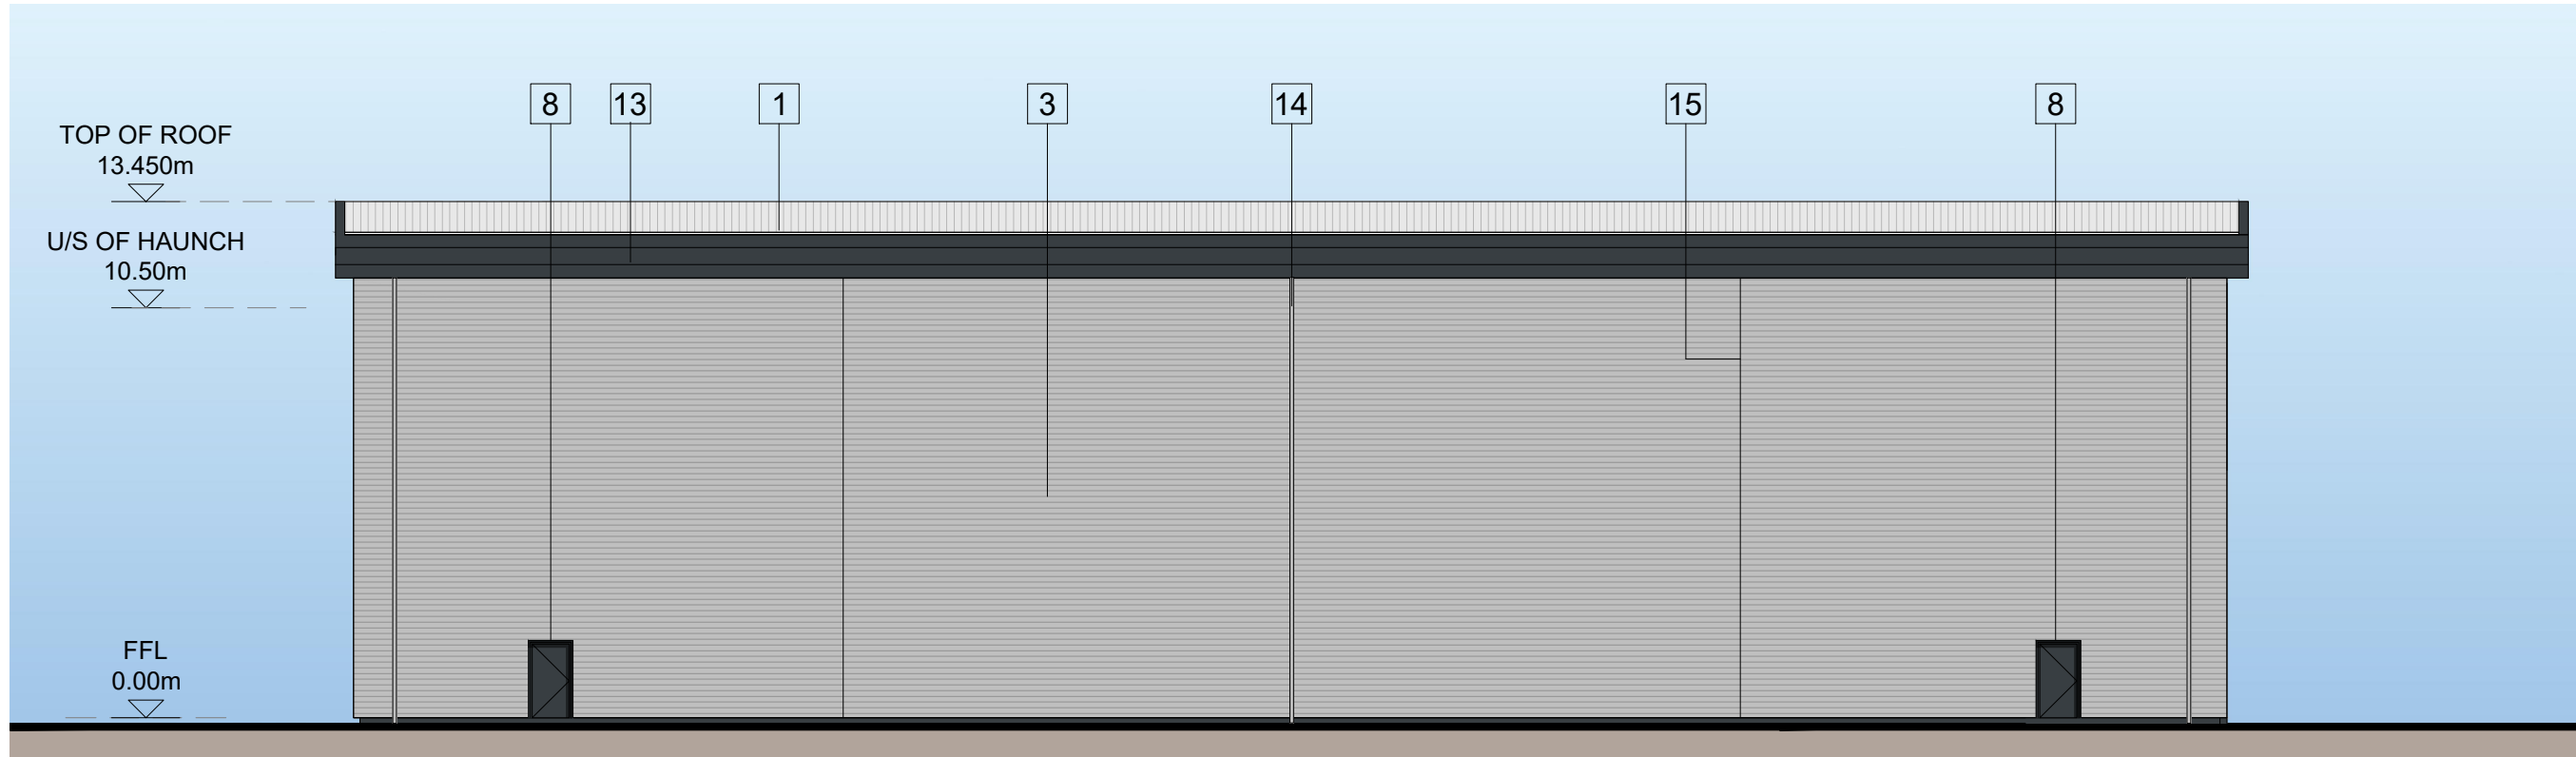 8 13 1 3 14 15 8
TOP OF ROOF
13.450m
U/S OF HAUNCH
10.50m
FFL
0.00m